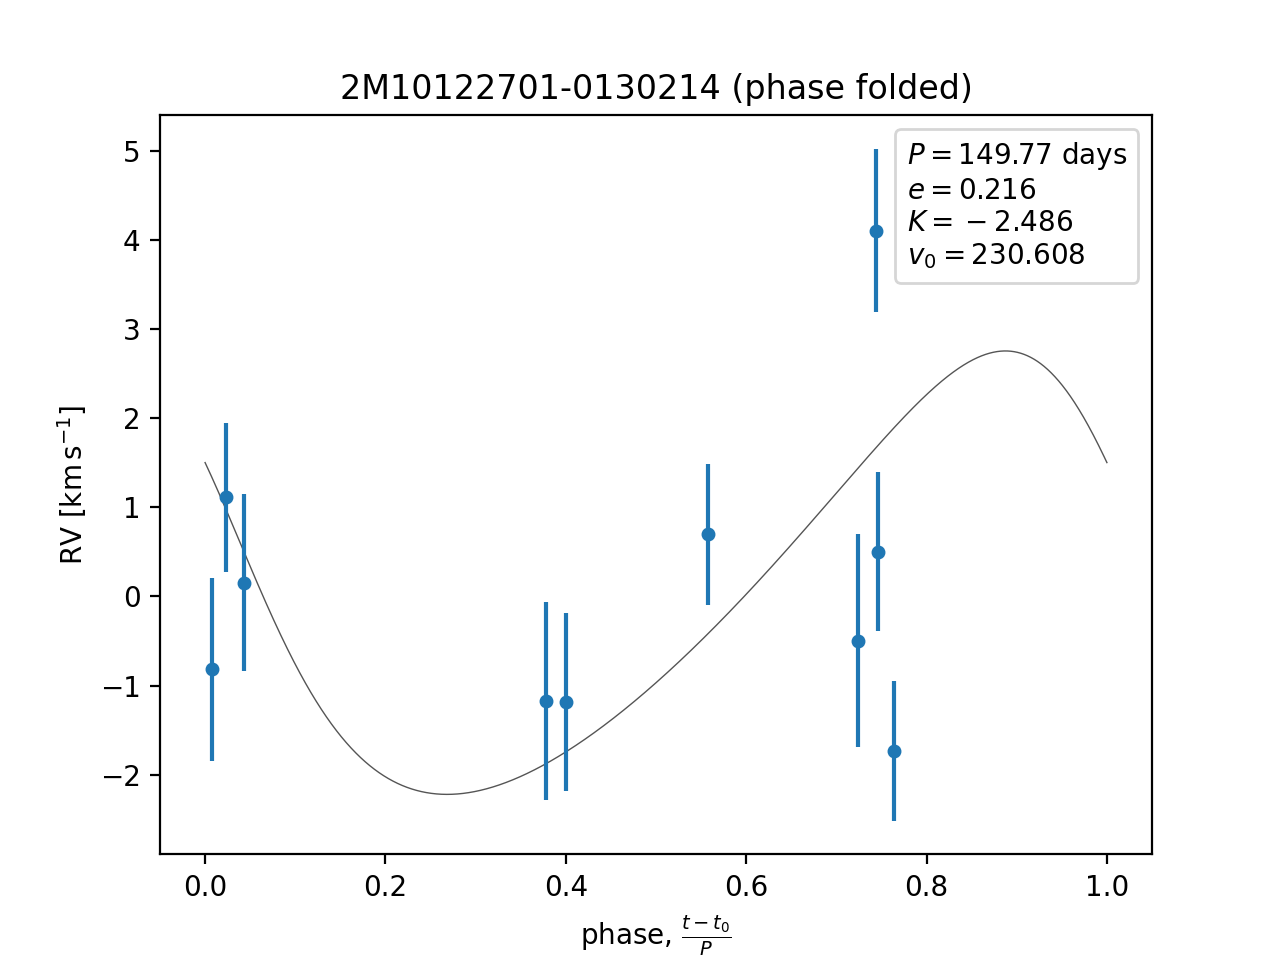 2M10122701-0130214 (phase folded)
P = 149.77 days
e = 0.216
K = −2.486
v₀ = 230.608
5
4
3
2
1
0
−1
−2
RV [km s⁻¹]
0.0 0.2 0.4 0.6 0.8 1.0
phase, (t − t₀)/P